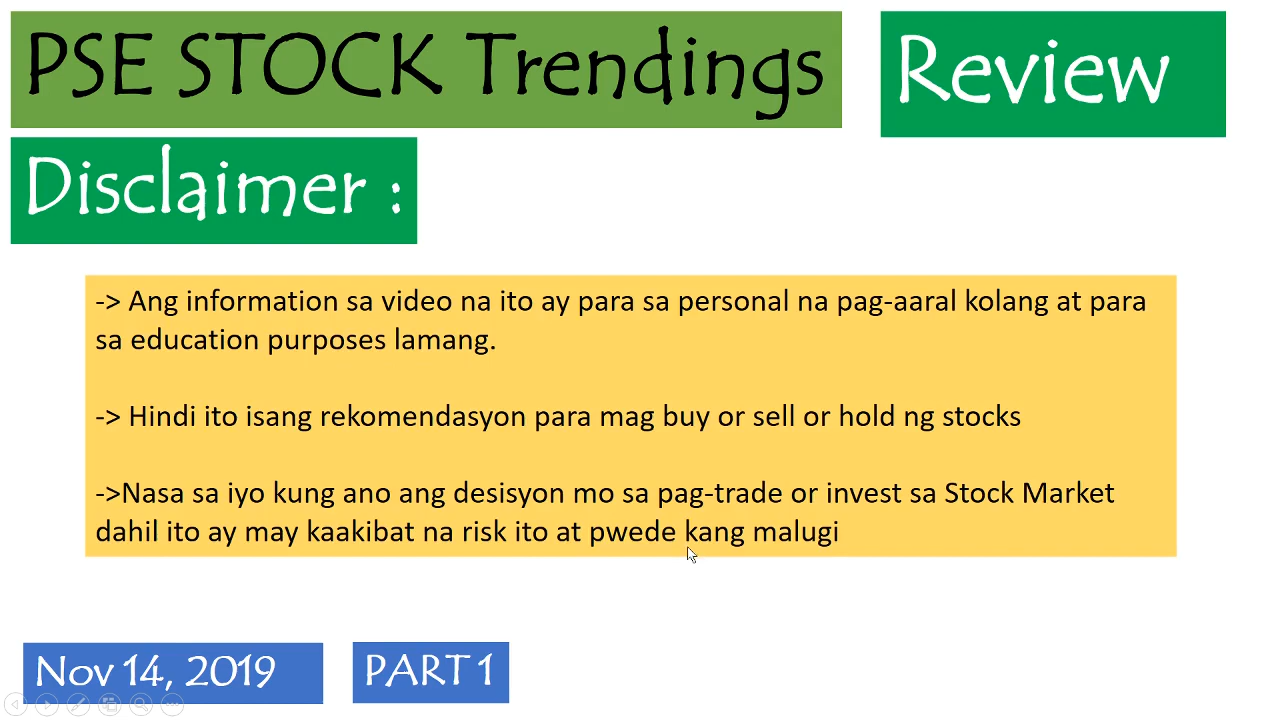 PSE STOCK Trendings
Review
Disclaimer :
-> Ang information sa video na ito ay para sa personal na pag-aaral kolang at para
sa education purposes lamang.
-> Hindi ito isang rekomendasyon para mag buy or sell or hold ng stocks
->Nasa sa iyo kung ano ang desisyon mo sa pag-trade or invest sa Stock Market
dahil ito ay may kaakibat na risk ito at pwede kang malugi
Nov 14, 2019
PART 1